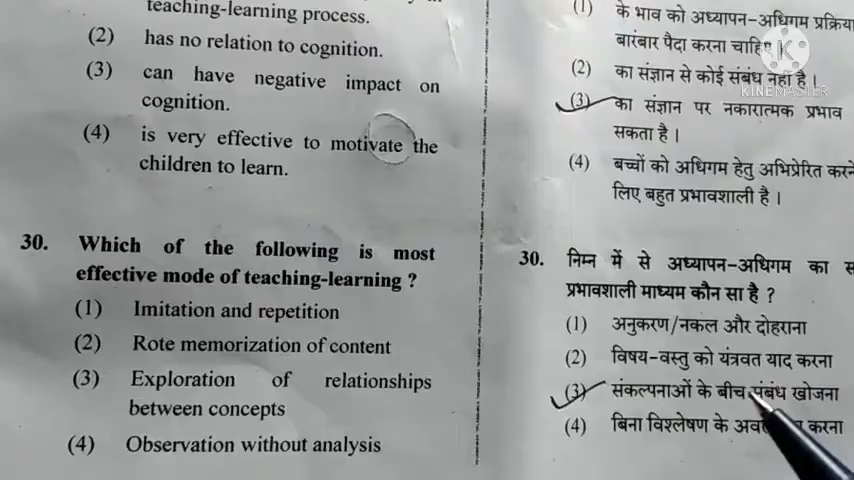 teaching-learning process.
(2) has no relation to cognition.
(3) can have negative impact on
cognition.
(4) is very effective to motivate the
children to learn.
30. Which of the following is most
effective mode of teaching-learning ?
(1) Imitation and repetition
(2) Rote memorization of content
(3) Exploration of relationships
between concepts
(4) Observation without analysis
(1) के भाव को अध्यापन-अधिगम प्रक्रिया
बारंबार पैदा करना चाहिए
(2) का संज्ञान से कोई संबंध नहीं है ।
(3) का संज्ञान पर नकारात्मक प्रभाव
सकता है ।
(4) बच्चों को अधिगम हेतु अभिप्रेरित करने
लिए बहुत प्रभावशाली है ।
30. निम्न में से अध्यापन-अधिगम का
प्रभावशाली माध्यम कौन सा है ?
(1) अनुकरण/नकल और दोहराना
(2) विषय-वस्तु को यंत्रवत याद करना
(3) संकल्पनाओं के बीच संबंध खोजना
(4) बिना विश्लेषण के करना
K
KINEMASTER